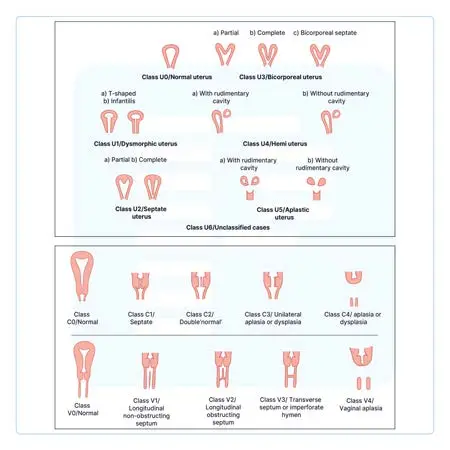 a) Partial b) Complete c) Bicorporeal septate
Class U0/Normal uterus Class U3/Bicorporeal uterus
a) T-shaped
b) Infantilis
a) With rudimentary
cavity
b) Without rudimentary
cavity
Class U1/Dysmorphic uterus Class U4/Hemi uterus
a) Partial b) Complete
a) With rudimentary
cavity
b) Without
rudimentary cavity
Class U2/Septate
uterus
Class U5/Aplastic
uterus
Class U6/Unclassified cases
Class
C0/Normal
Class C1/
Septate
Class C2/
Double'normal'
Class C3/ Unilateral
aplasia or dysplasia
Class C4/ aplasia or
dysplasia
Class
V0/Normal
Class V1/
Longitudinal
non-obstructing
septum
Class V2/
Longitudinal
obstructing
septum
Class V3/ Transverse
septum or imperforate
hymen
Class V4/
Vaginal aplasia